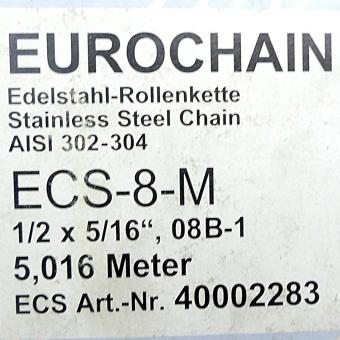 EUROCHAIN
Edelstahl-Rollenkette
Stainless Steel Chain
AISI 302-304
ECS-8-M
1/2 x 5/16“, 08B-1
5,016 Meter
ECS Art.-Nr. 40002283